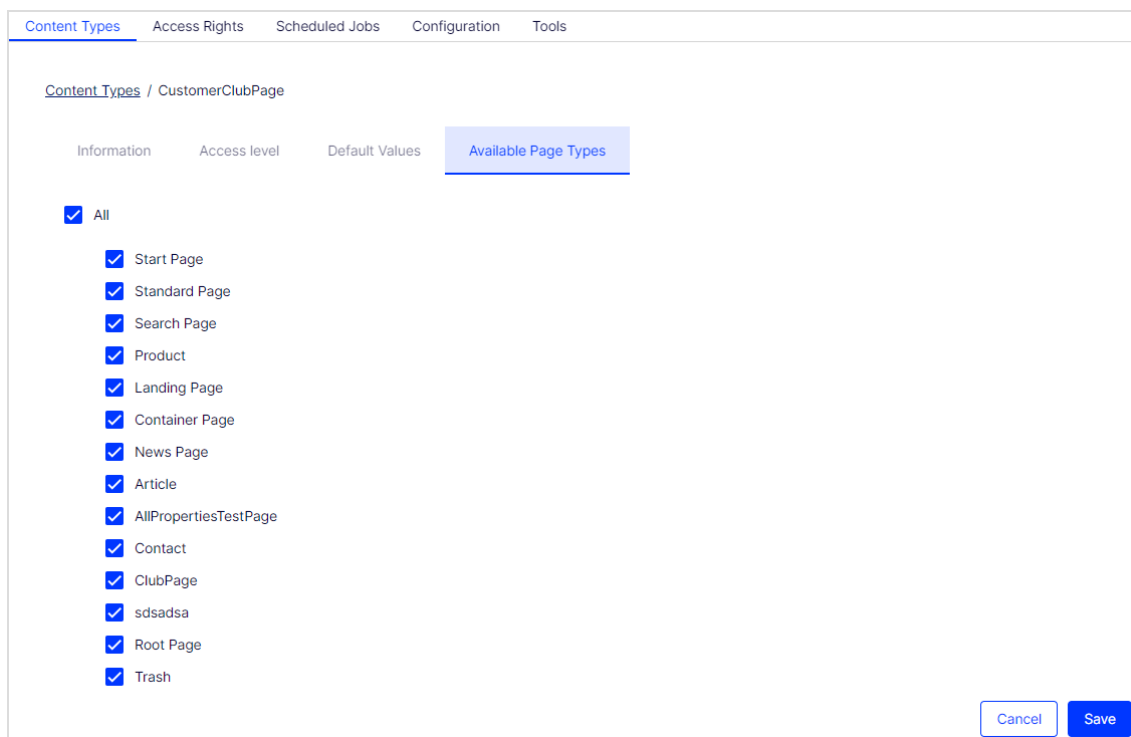 Content Types Access Rights Scheduled Jobs Configuration Tools
Content Types / CustomerClubPage
Information Access level Default Values Available Page Types
All
Start Page
Standard Page
Search Page
Product
Landing Page
Container Page
News Page
Article
AllPropertiesTestPage
Contact
ClubPage
sdsadsa
Root Page
Trash
Cancel Save